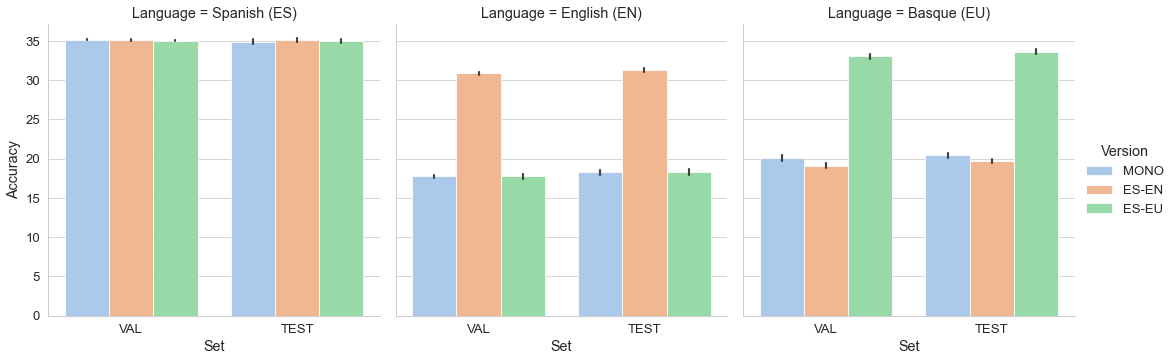 Language = Spanish (ES)
Language = English (EN)
Language = Basque (EU)
Accuracy
35
30
25
20
15
10
5
0
VAL
TEST
VAL
TEST
VAL
TEST
Set
Set
Set
Version
MONO
ES-EN
ES-EU